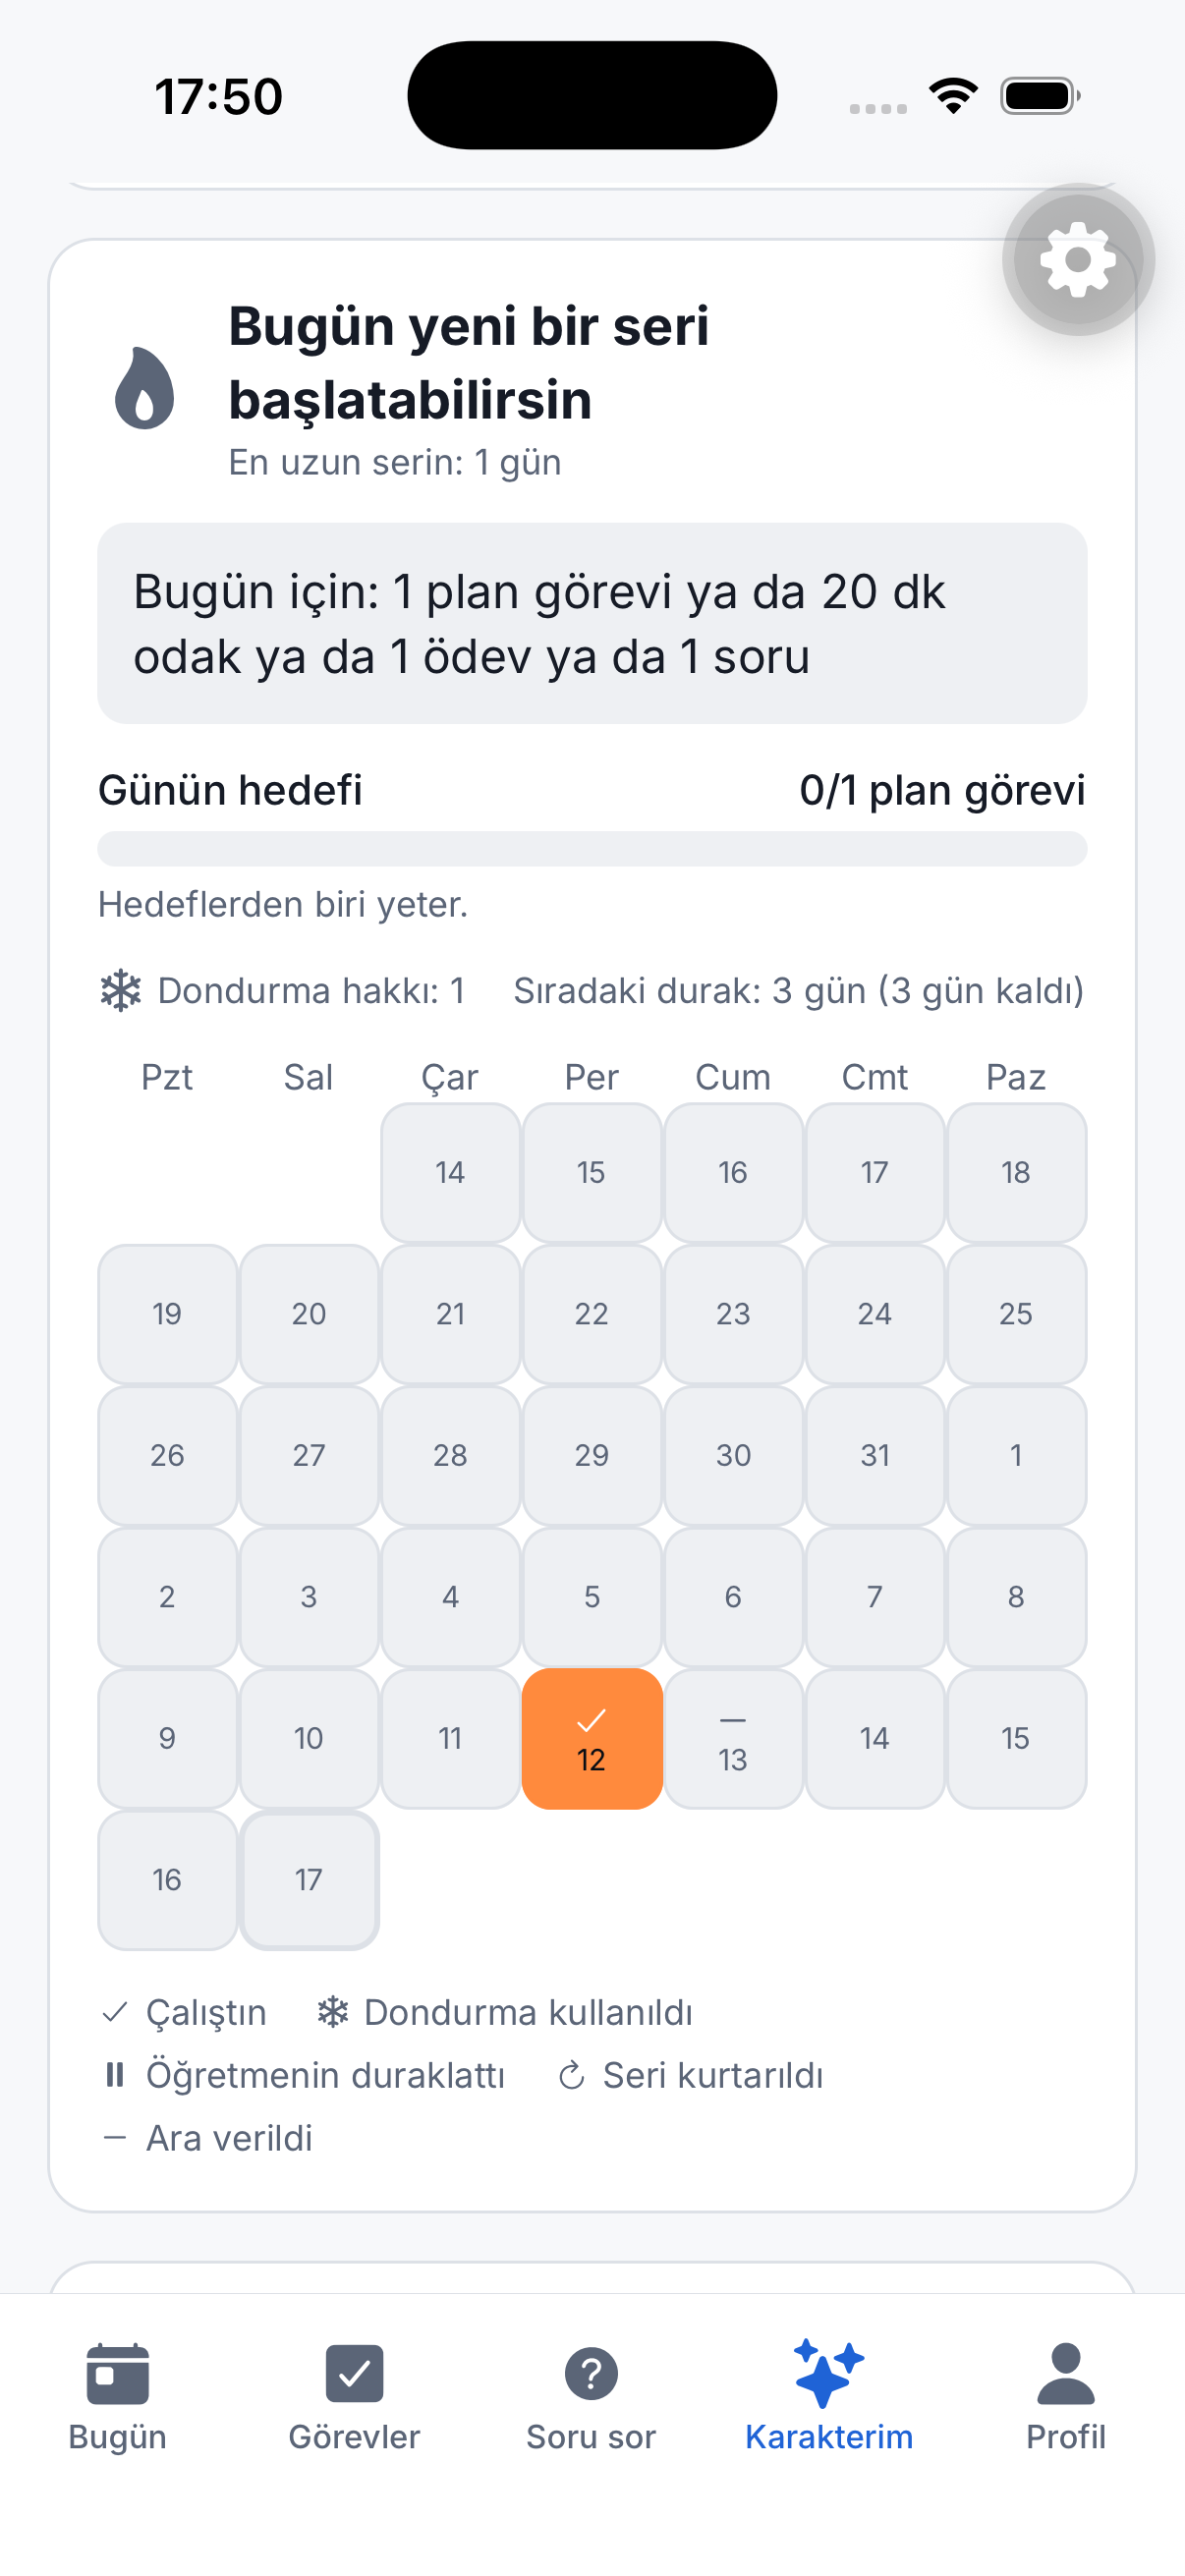 17:50
Bugün yeni bir seri
başlatabilirsin
En uzun serin: 1 gün
Bugün için: 1 plan görevi ya da 20 dk
odak ya da 1 ödev ya da 1 soru
Günün hedefi 0/1 plan görevi
Hedeflerden biri yeter.
Dondurma hakkı: 1 Sıradaki durak: 3 gün (3 gün kaldı)
Pzt Sal Çar Per Cum Cmt Paz
14 15 16 17 18
19 20 21 22 23 24 25
26 27 28 29 30 31 1
2 3 4 5 6 7 8
9 10 11 12 13 14 15
16 17
Çalıştın Dondurma kullanıldı
Öğretmenin duraklattı Seri kurtarıldı
Ara verildi
Bugün Görevler Soru sor Karakterim Profil